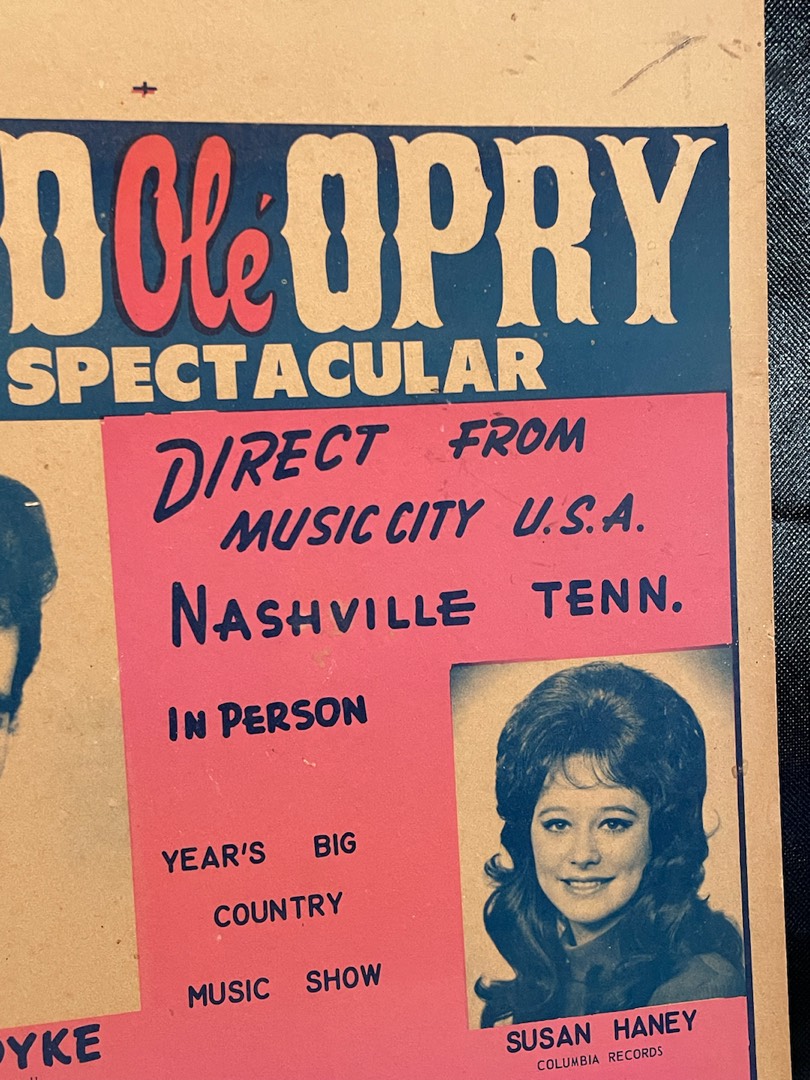 D Olé OPRY
SPECTACULAR
DIRECT FROM
MUSIC CITY U.S.A.
NASHVILLE TENN.
IN PERSON
YEAR'S BIG
COUNTRY
MUSIC SHOW
SUSAN HANEY
COLUMBIA RECORDS
YKE